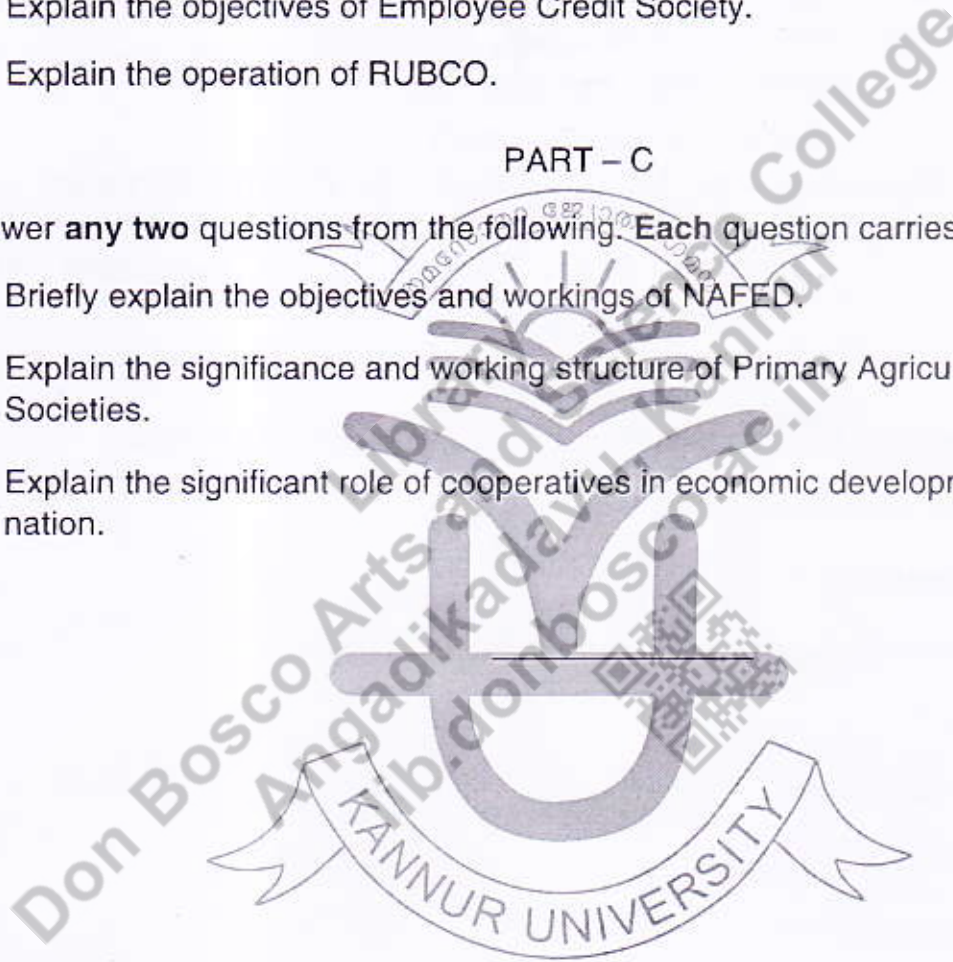 Explain the objectives of Employee Credit Society.
Explain the operation of RUBCO.
PART – C
wer any two questions from the following. Each question carries
Briefly explain the objectives and workings of NAFED.
Explain the significance and working structure of Primary Agricu
Societies.
Explain the significant role of cooperatives in economic developr
nation.
Library
Don Bosco Arts and Science College
Angadikadavu, Kannur
lib.donbosco.ac.in
KANNUR UNIVERSITY